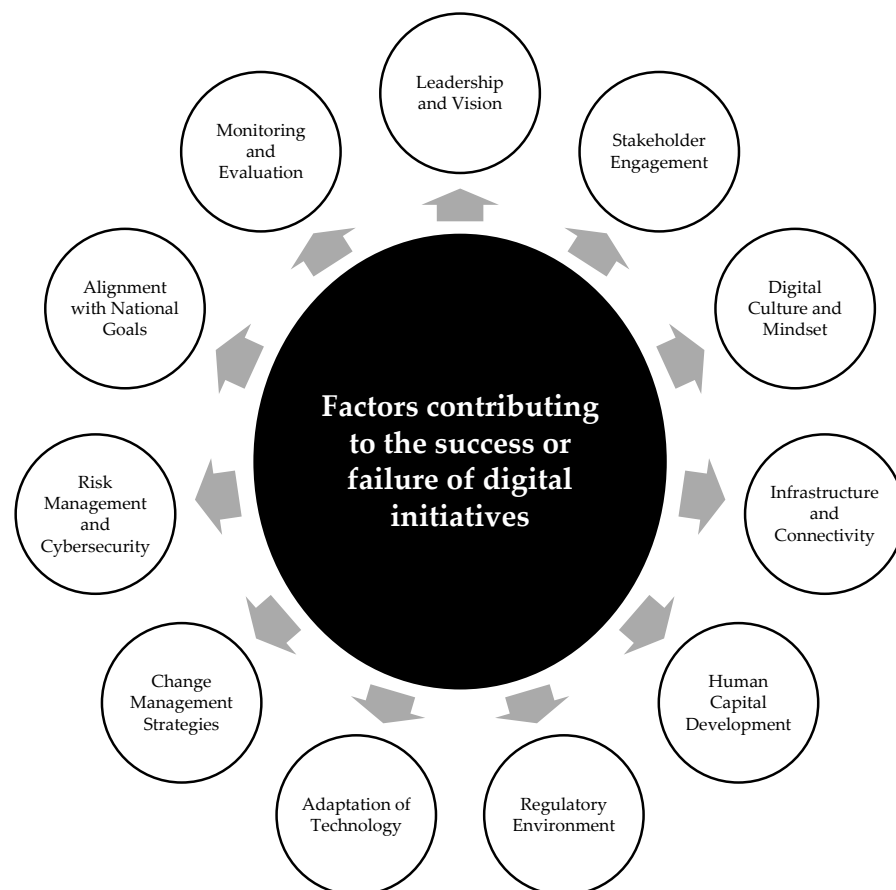 Leadership
and Vision
Stakeholder
Engagement
Digital
Culture and
Mindset
Infrastructure
and
Connectivity
Human
Capital
Development
Regulatory
Environment
Adaptation of
Technology
Change
Management
Strategies
Risk
Management
and
Cybersecurity
Alignment
with National
Goals
Monitoring
and
Evaluation
Factors contributing
to the success or
failure of digital
initiatives